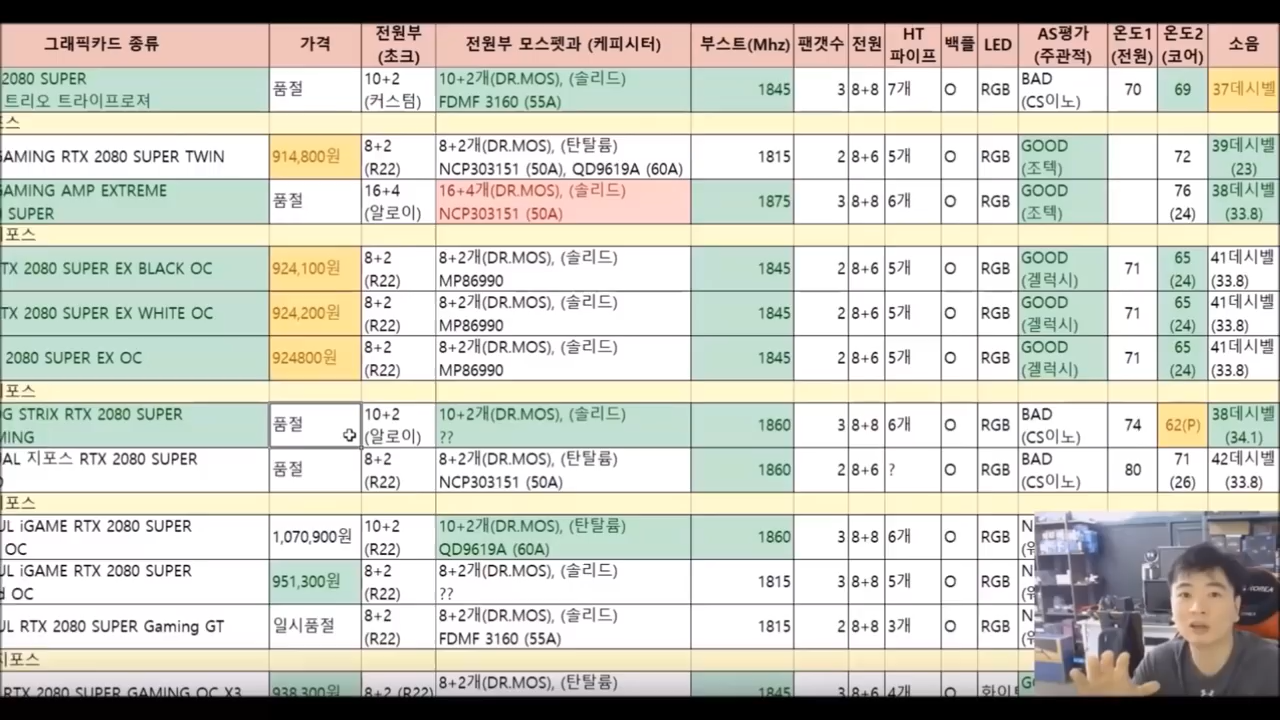 그래픽카드 종류 가격 전원부 (초크) 전원부 모스펫과 (케피시터) 부스트(Mhz) 팬갯수 전원 HT 파이프 백플 LED AS평가 (주관적) 온도1 (전원) 온도2 (코어) 소음
2080 SUPER 트리오 트라이프로져 품절 10+2 (커스텀) 10+2개(DR.MOS), (솔리드) FDMF 3160 (55A) 1845 3 8+8 7개 O RGB BAD (CS이노) 70 69 37데시벨
포스
GAMING RTX 2080 SUPER TWIN 914,800원 8+2 (R22) 8+2개(DR.MOS), (탄탈륨) NCP303151 (50A), QD9619A (60A) 1815 2 8+6 5개 O RGB GOOD (조텍) 72 39데시벨 (23)
GAMING AMP EXTREME SUPER 품절 16+4 (알로이) 16+4개(DR.MOS), (솔리드) NCP303151 (50A) 1875 3 8+8 6개 O RGB GOOD (조텍) 76 (24) 38데시벨 (33.8)
지포스
TX 2080 SUPER EX BLACK OC 924,100원 8+2 (R22) 8+2개(DR.MOS), (솔리드) MP86990 1845 2 8+6 5개 O RGB GOOD (겔럭시) 71 65 (24) 41데시벨 (33.8)
TX 2080 SUPER EX WHITE OC 924,200원 8+2 (R22) 8+2개(DR.MOS), (솔리드) MP86990 1845 2 8+6 5개 O RGB GOOD (겔럭시) 71 65 (24) 41데시벨 (33.8)
2080 SUPER EX OC 924800원 8+2 (R22) 8+2개(DR.MOS), (솔리드) MP86990 1845 2 8+6 5개 O RGB GOOD (겔럭시) 71 65 (24) 41데시벨 (33.8)
지포스
OG STRIX RTX 2080 SUPER MING 품절 10+2 (알로이) 10+2개(DR.MOS), (솔리드) ?? 1860 3 8+8 6개 O RGB BAD (CS이노) 74 62(P) 38데시벨 (34.1)
UAL 지포스 RTX 2080 SUPER 품절 8+2 (R22) 8+2개(DR.MOS), (탄탈륨) NCP303151 (50A) 1860 2 8+6 ? O RGB BAD (CS이노) 80 71 (26) 42데시벨 (33.8)
지포스
UL iGAME RTX 2080 SUPER OC 1,070,900원 10+2 (R22) 10+2개(DR.MOS), (탄탈륨) QD9619A (60A) 1860 3 8+8 6개 O RGB
UL iGAME RTX 2080 SUPER d OC 951,300원 8+2 (R22) 8+2개(DR.MOS), (솔리드) ?? 1815 3 8+8 5개 O RGB
UL RTX 2080 SUPER Gaming GT 일시품절 8+2 (R22) 8+2개(DR.MOS), (솔리드) FDMF 3160 (55A) 1815 2 8+8 3개 O RGB
지포스
RTX 2080 SUPER GAMING OC X3 938,300원 8+2 (R22) 8+2개(DR.MOS), (탄탈륨) 1845 3 8+6 4개 O